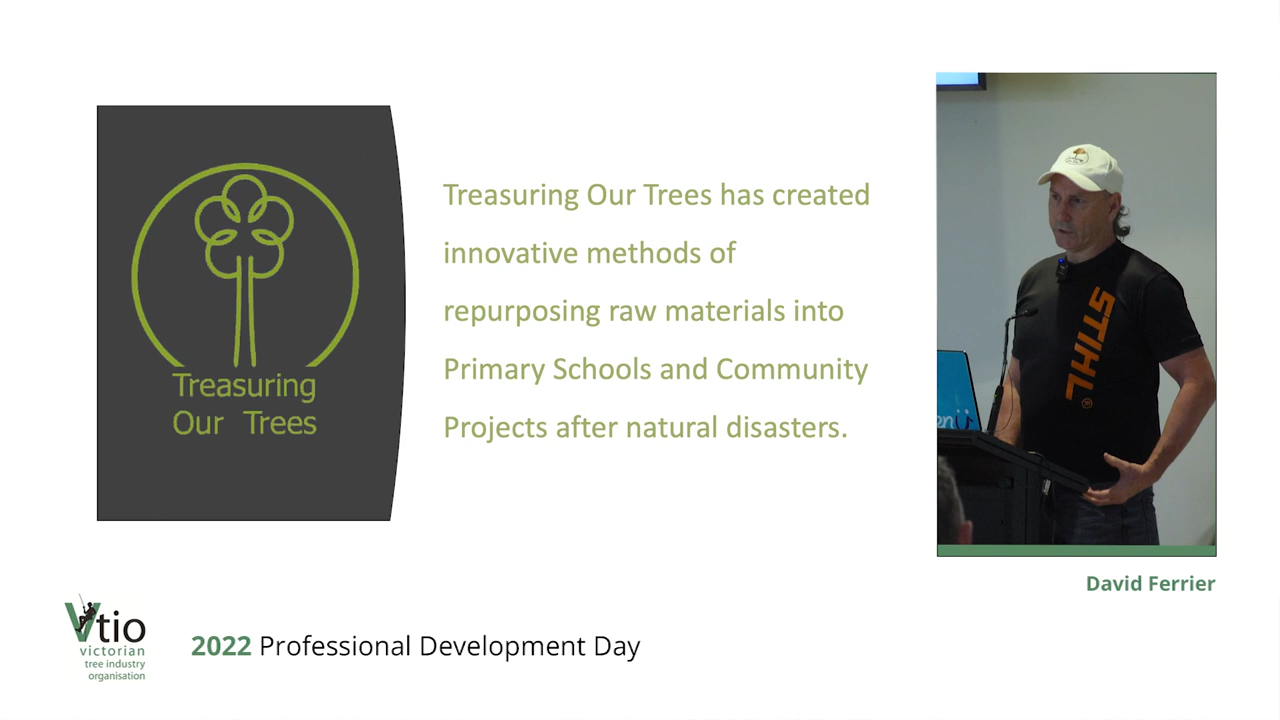 Treasuring
Our Trees
Treasuring Our Trees has created
innovative methods of
repurposing raw materials into
Primary Schools and Community
Projects after natural disasters.
STIHL®
enü
David Ferrier
Vtio
victorian
tree industry
organisation
2022 Professional Development Day